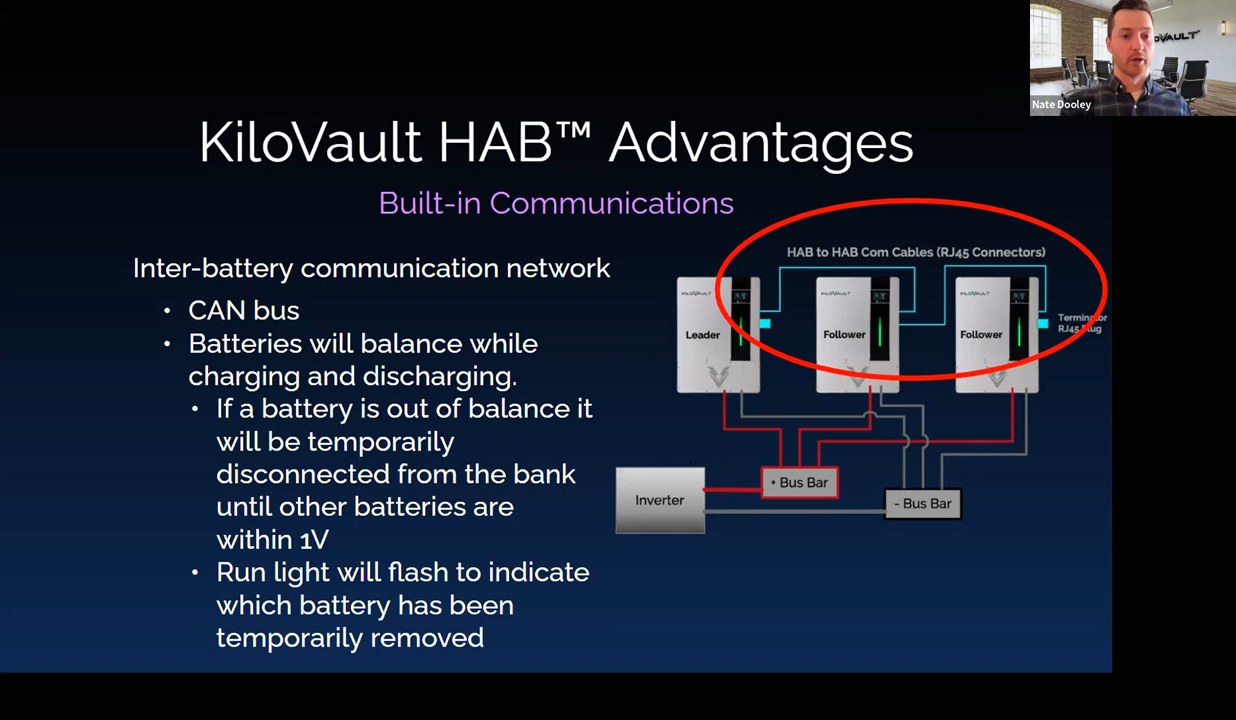 Nate Dooley
KiloVault HAB™ Advantages
Built-in Communications
Inter-battery communication network
• CAN bus
• Batteries will balance while
charging and discharging.
• If a battery is out of balance it
will be temporarily
disconnected from the bank
until other batteries are
within 1V
• Run light will flash to indicate
which battery has been
temporarily removed
HAB to HAB Com Cables (RJ45 Connectors)
KILOVAULT
KILOVAULT
KILOVAULT
Leader
Follower
Follower
Terminator
RJ45 Plug
Inverter
+ Bus Bar
- Bus Bar